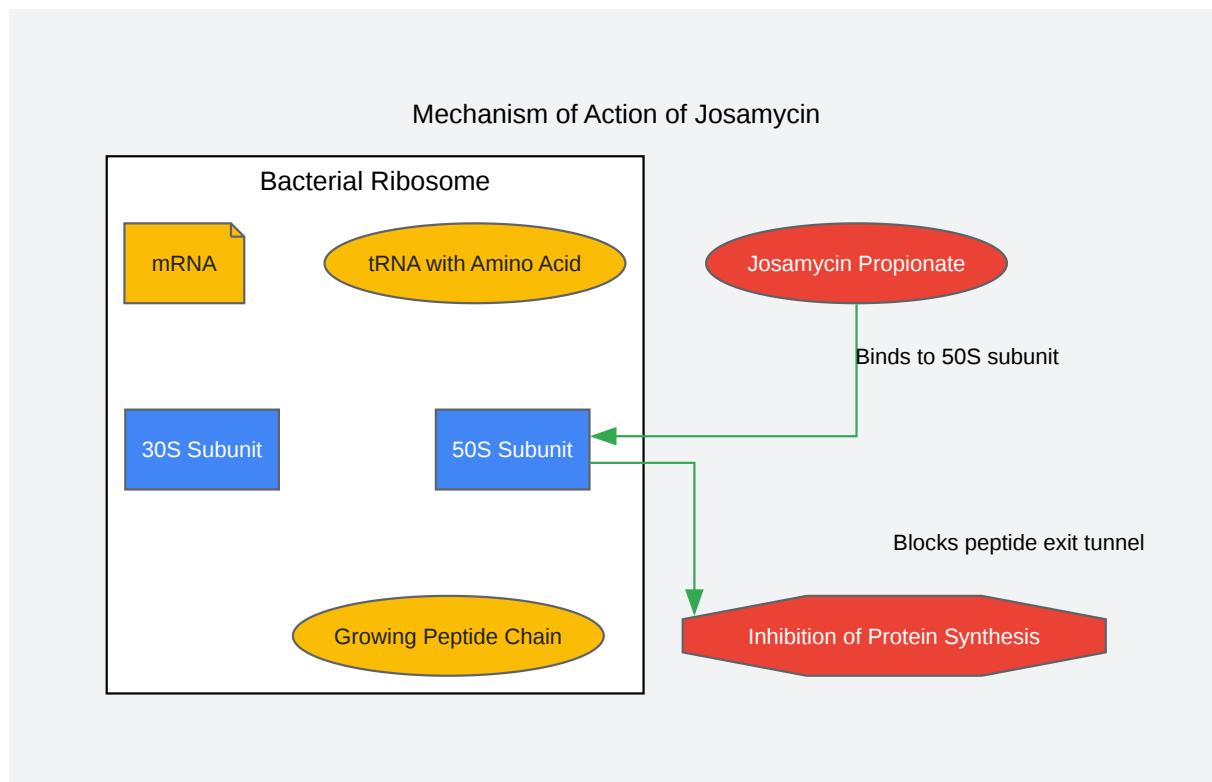 Mechanism of Action of Josamycin
Bacterial Ribosome
mRNA
tRNA with Amino Acid
Josamycin Propionate
Binds to 50S subunit
30S Subunit
50S Subunit
Blocks peptide exit tunnel
Growing Peptide Chain
Inhibition of Protein Synthesis